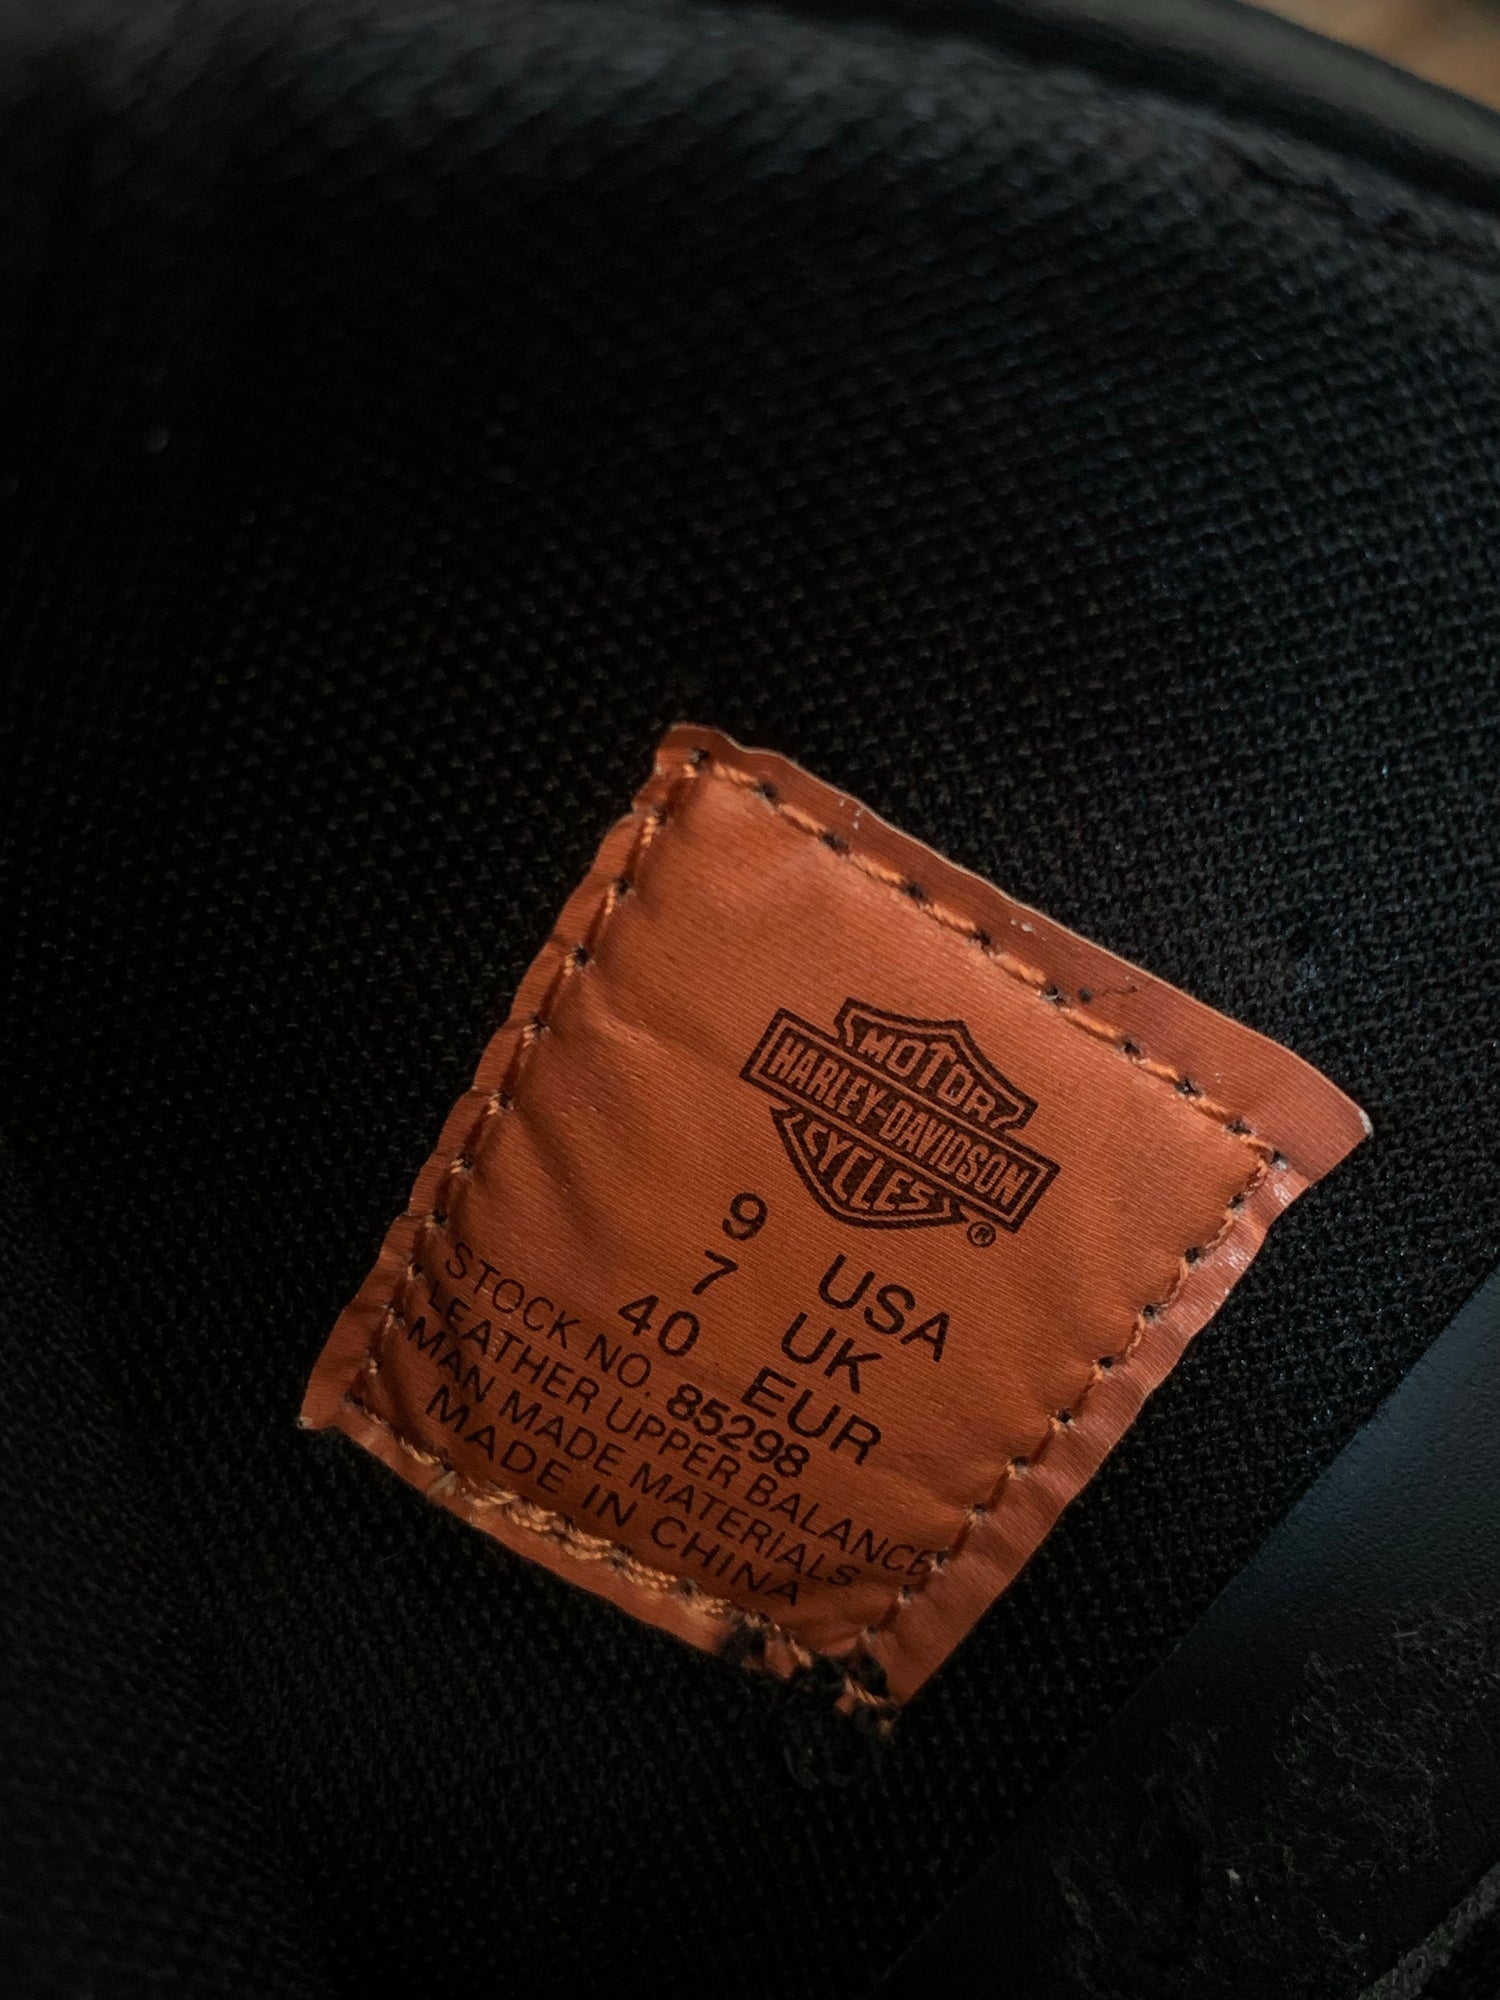 MOTOR
HARLEY-DAVIDSON
CYCLES
®
9 USA
7 UK
40 EUR
STOCK NO. 85298
LEATHER UPPER BALANCE
MAN MADE MATERIALS
MADE IN CHINA